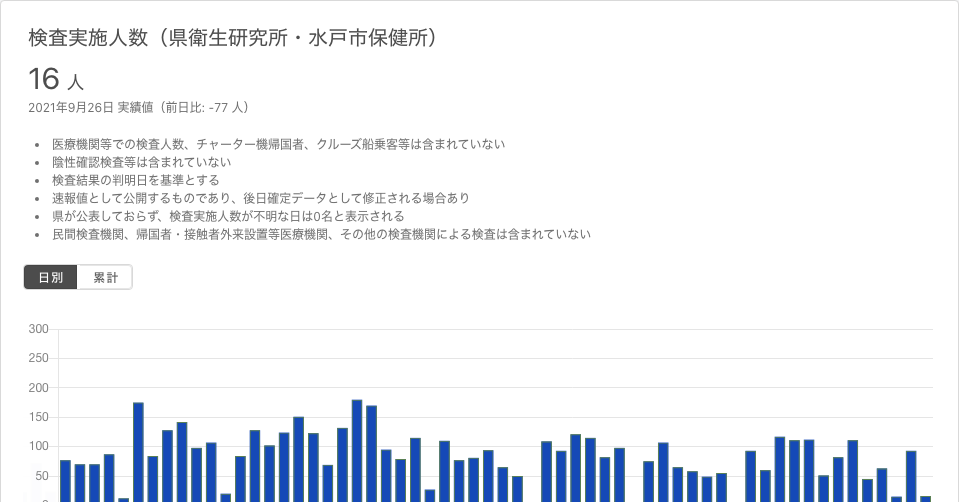 検査実施人数（県衛生研究所・水戸市保健所）
16 人
2021年9月26日 実績値（前日比: -77 人）
• 医療機関等での検査人数、チャーター機帰国者、クルーズ船乗客等は含まれていない
• 陰性確認検査等は含まれていない
• 検査結果の判明日を基準とする
• 速報値として公開するものであり、後日確定データとして修正される場合あり
• 県が公表しておらず、検査実施人数が不明な日は0名と表示される
• 民間検査機関、帰国者・接触者外来設置等医療機関、その他の検査機関による検査は含まれていない
日別 累計
300
250
200
150
100
50
0